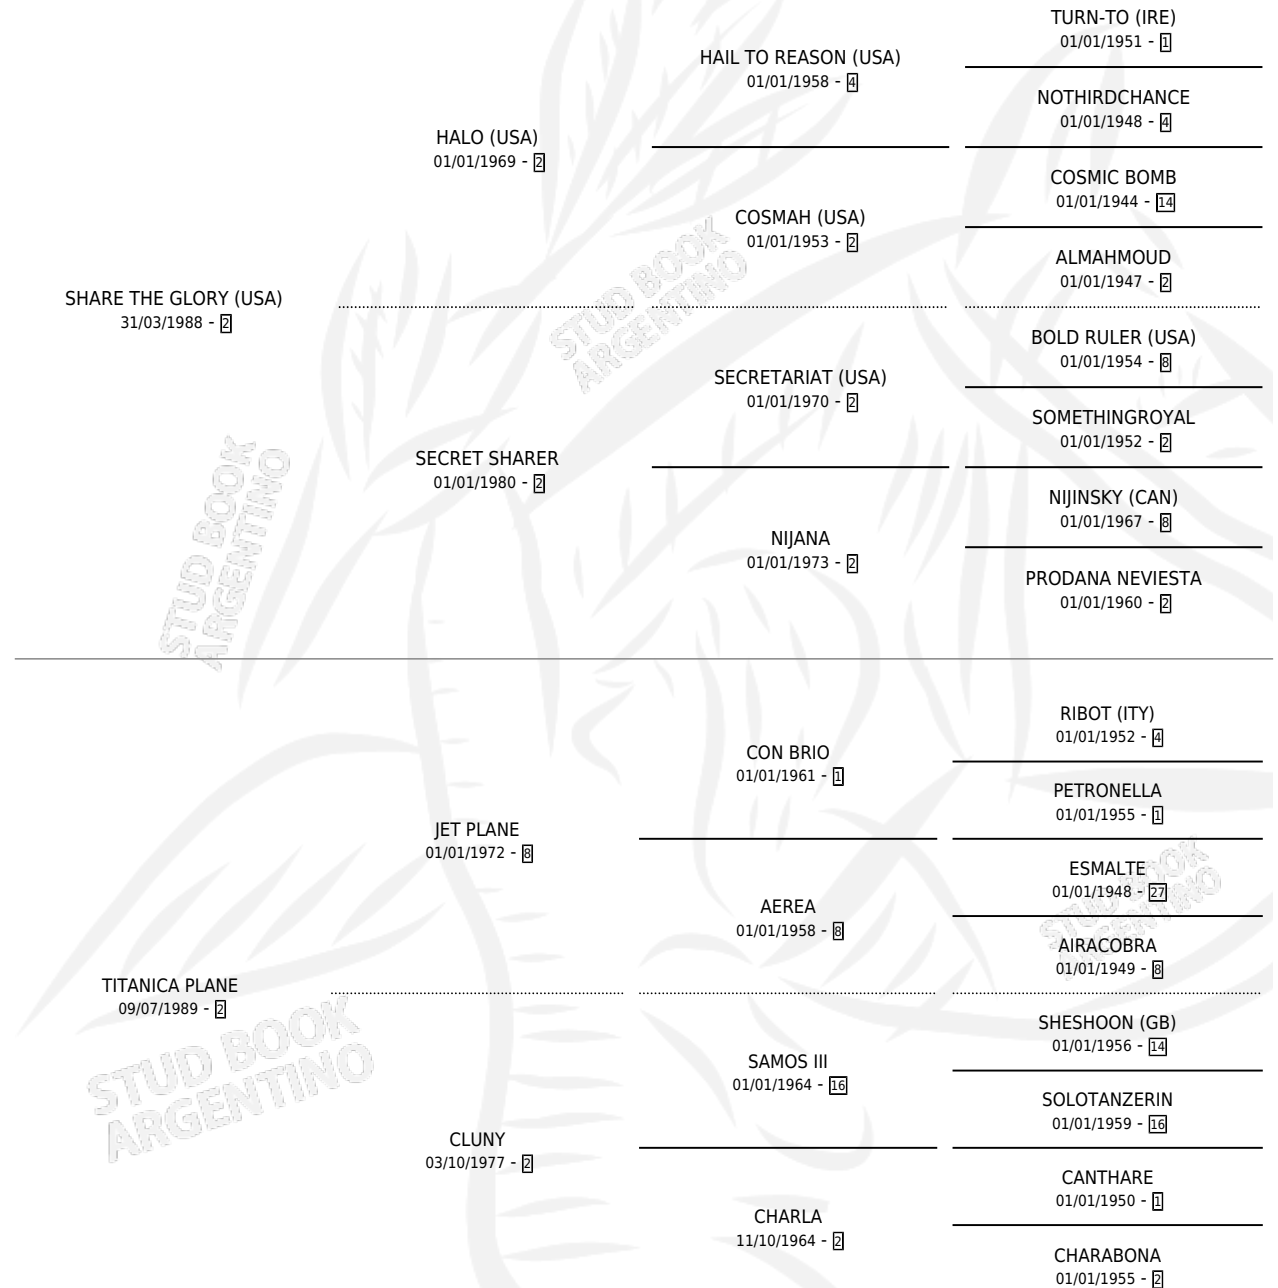 TURN-TO (IRE)
01/01/1951 - 1
HAIL TO REASON (USA)
01/01/1958 - 4
NOTHIRDCHANCE
01/01/1948 - 4
HALO (USA)
01/01/1969 - 2
COSMIC BOMB
01/01/1944 - 14
COSMAH (USA)
01/01/1953 - 2
ALMAHMOUD
01/01/1947 - 2
SHARE THE GLORY (USA)
31/03/1988 - 2
STUD BOOK
ARGENTINO
BOLD RULER (USA)
01/01/1954 - 8
SECRETARIAT (USA)
01/01/1970 - 2
SOMETHINGROYAL
01/01/1952 - 2
SECRET SHARER
01/01/1980 - 2
NIJINSKY (CAN)
01/01/1967 - 8
NIJANA
01/01/1973 - 2
PRODANA NEVIESTA
01/01/1960 - 2
STUD BOOK
ARGENTINO
RIBOT (ITY)
01/01/1952 - 4
CON BRIO
01/01/1961 - 1
PETRONELLA
01/01/1955 - 1
JET PLANE
01/01/1972 - 8
ESMALTE
01/01/1948 - 27
AEREA
01/01/1958 - 8
AIRACOBRA
01/01/1949 - 8
STUD BOOK
ARGENTINO
TITANICA PLANE
09/07/1989 - 2
SHESHOON (GB)
01/01/1956 - 14
SAMOS III
01/01/1964 - 16
SOLOTANZERIN
01/01/1959 - 16
STUD BOOK
ARGENTINO
CLUNY
03/10/1977 - 2
CANTHARE
01/01/1950 - 1
CHARLA
11/10/1964 - 2
CHARABONA
01/01/1955 - 2